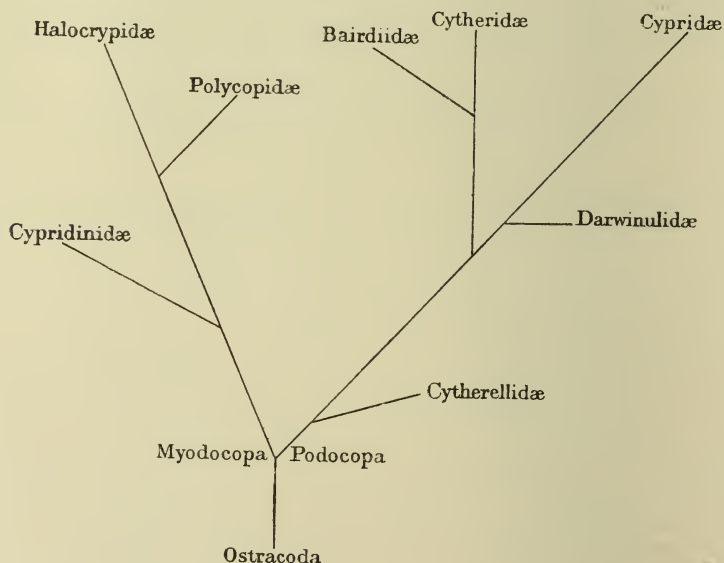 Halocrypidæ
Polycopidæ
Bairdiidæ
Cytheridæ
Cypridæ
Cypridinidæ
Darwinulidæ
Cytherellidæ
Myodocopa
Podocopa
Ostracoda